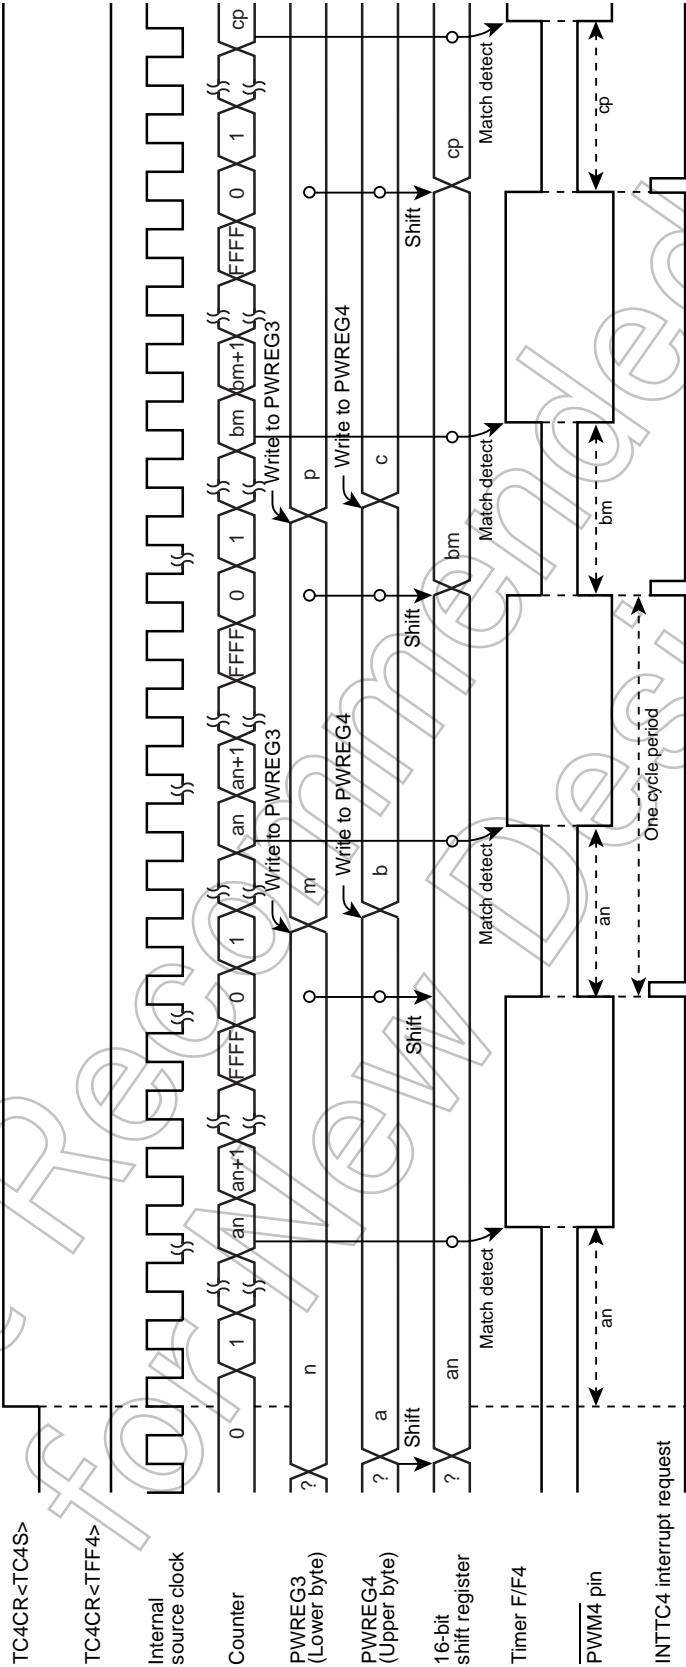 TC4CR<TC4S>
TC4CR<TFF4>
Internal
source clock
Counter
0
1
an
an+1
FFFF
0
1
an
an+1
FFFF
0
1
bm
bm+1
FFFF
0
1
cp
Write to PWREG3
Write to PWREG3
PWREG3
(Lower byte)
?
n
m
p
Write to PWREG4
Write to PWREG4
PWREG4
(Upper byte)
?
a
b
c
Shift
Shift
Shift
Shift
16-bit
shift register
?
an
bm
cp
Match detect
Match detect
Match detect
Match detect
Timer F/F4
PWM4 pin
an
an
bm
cp
One cycle period
INTTC4 interrupt request
Recommended
for New Desi